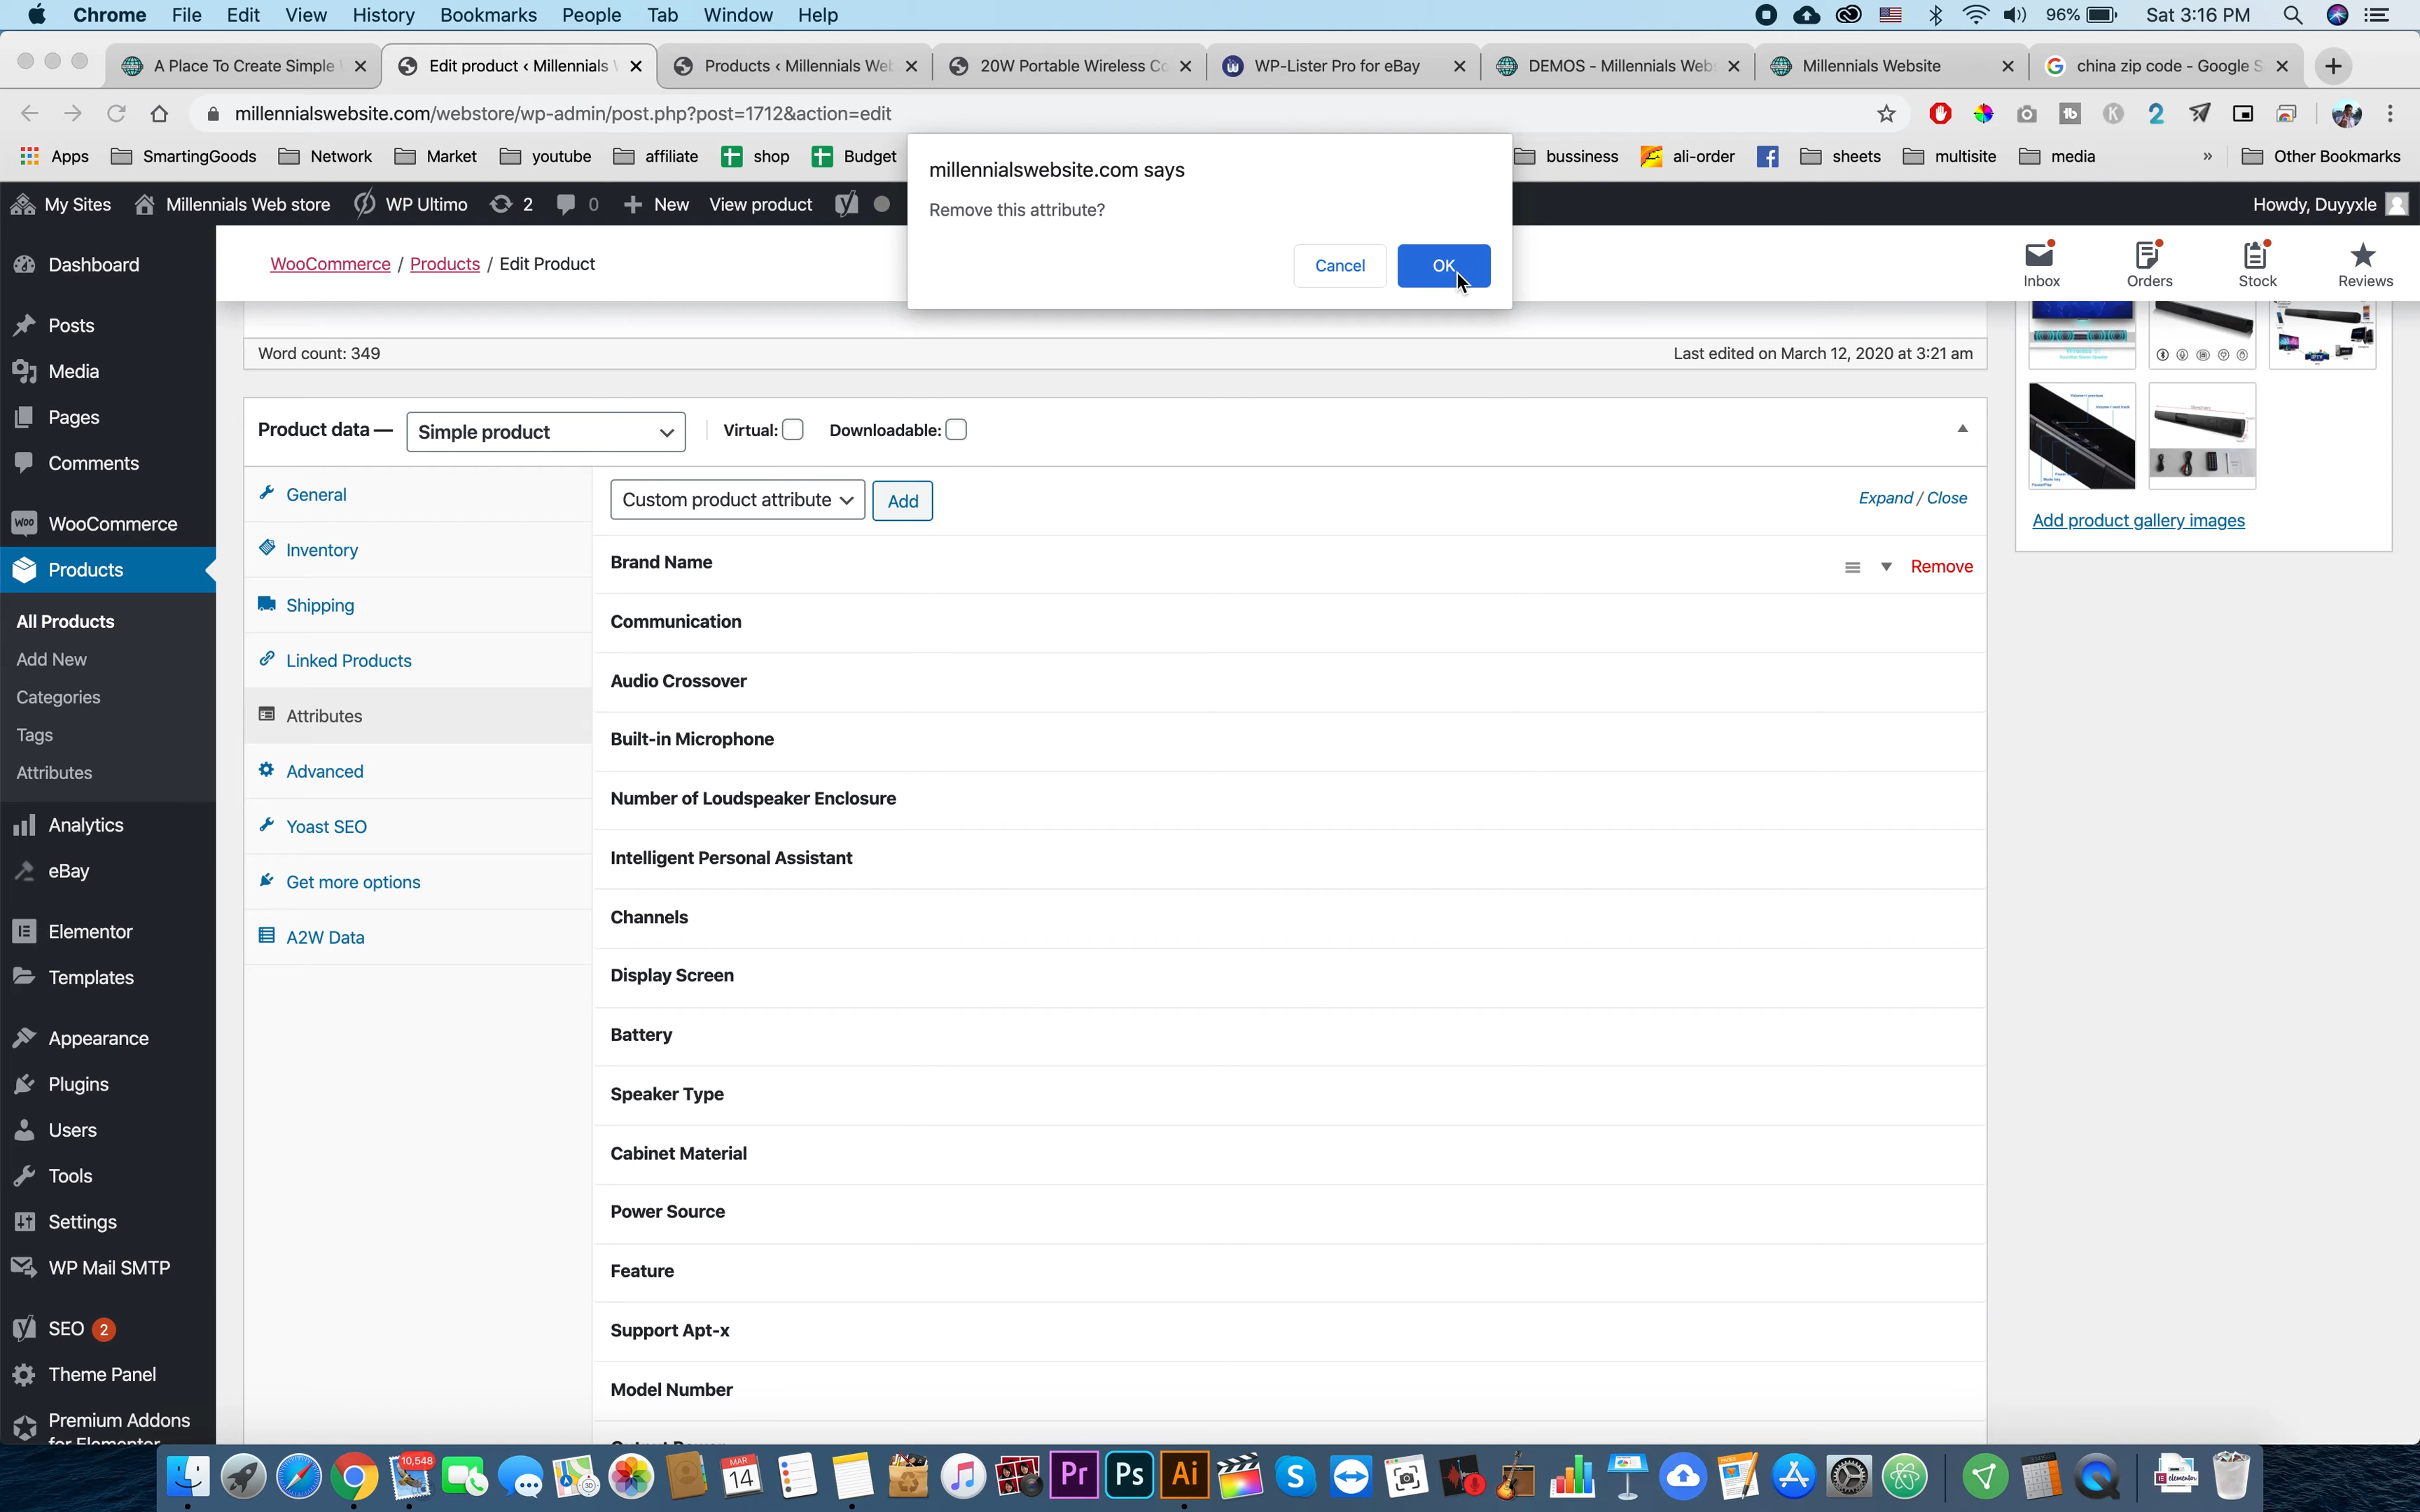 Chrome File Edit View History Bookmarks People Tab Window Help 96% Sat 3:16 PM
A Place To Create Simple Edit product ‹ Millennials W Products ‹ Millennials Web 20W Portable Wireless Co WP-Lister Pro for eBay DEMOS - Millennials Webs Millennials Website china zip code - Google S
millennialswebsite.com/webstore/wp-admin/post.php?post=1712&action=edit
Apps SmartingGoods Network Market youtube affiliate shop Budget bussiness ali-order sheets multisite media » Other Bookmarks
millennialswebsite.com says
Remove this attribute?
Cancel OK
My Sites Millennials Web store WP Ultimo 2 0 New View product Howdy, Duyyxle
WooCommerce / Products / Edit Product
Inbox Orders Stock Reviews
Dashboard
Posts
Media
Pages
Comments
WooCommerce
Products
All Products
Add New
Categories
Tags
Attributes
Analytics
eBay
Elementor
Templates
Appearance
Plugins
Users
Tools
Settings
WP Mail SMTP
SEO 2
Theme Panel
Premium Addons
for Elementor
Word count: 349 Last edited on March 12, 2020 at 3:21 am
Product data — Simple product Virtual: Downloadable:
General
Inventory
Shipping
Linked Products
Attributes
Advanced
Yoast SEO
Get more options
A2W Data
Custom product attribute Add Expand / Close
Brand Name Remove
Communication
Audio Crossover
Built-in Microphone
Number of Loudspeaker Enclosure
Intelligent Personal Assistant
Channels
Display Screen
Battery
Speaker Type
Cabinet Material
Power Source
Feature
Support Apt-x
Model Number
Add product gallery images
10,548
MAR
14
Pr Ps Ai
elementor